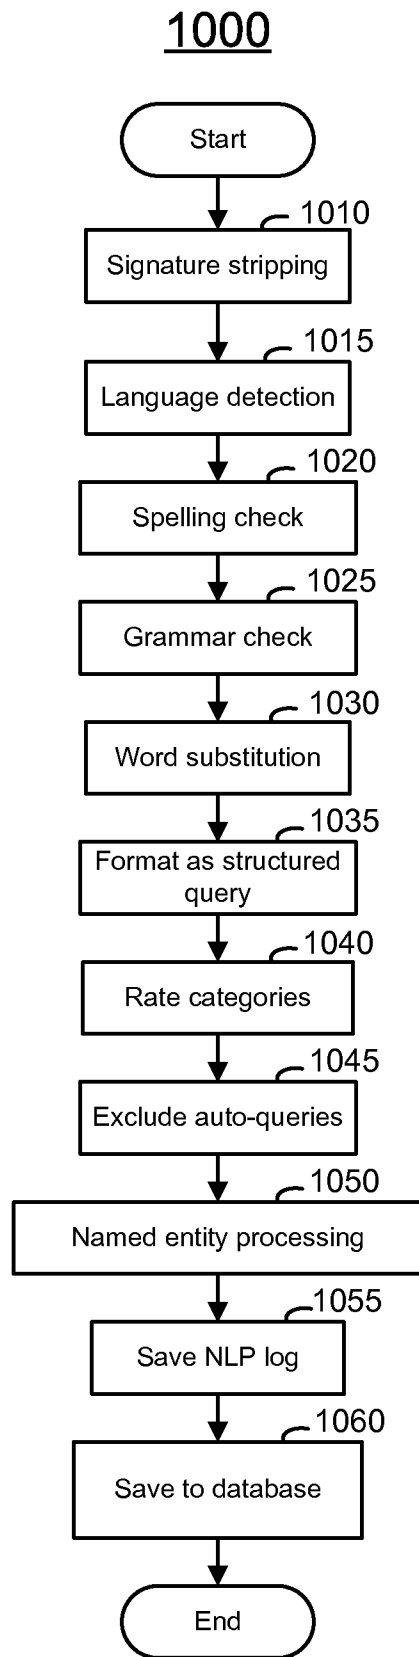 1000
Start
1010
Signature stripping
1015
Language detection
1020
Spelling check
1025
Grammar check
1030
Word substitution
1035
Format as structured
query
1040
Rate categories
1045
Exclude auto-queries
1050
Named entity processing
1055
Save NLP log
1060
Save to database
End